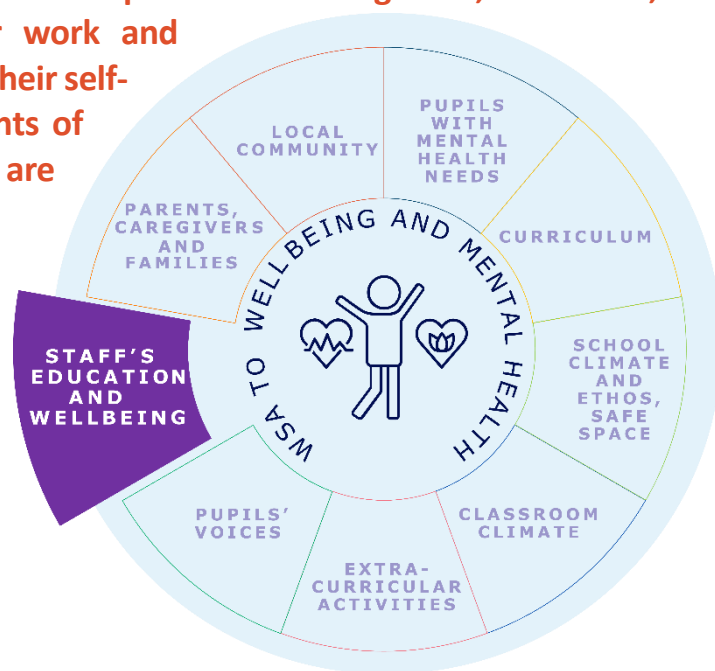 work and
their self-
nts of
are
PUPILS
WITH
MENTAL
HEALTH
NEEDS
LOCAL
COMMUNITY
CURRICULUM
PARENTS,
CAREGIVERS
AND
FAMILIES
WSA TO WELLBEING AND MENTAL HEALTH
SCHOOL
CLIMATE
AND
ETHOS,
SAFE
SPACE
STAFF'S
EDUCATION
AND
WELLBEING
CLASSROOM
CLIMATE
PUPILS'
VOICES
EXTRA-
CURRICULAR
ACTIVITIES